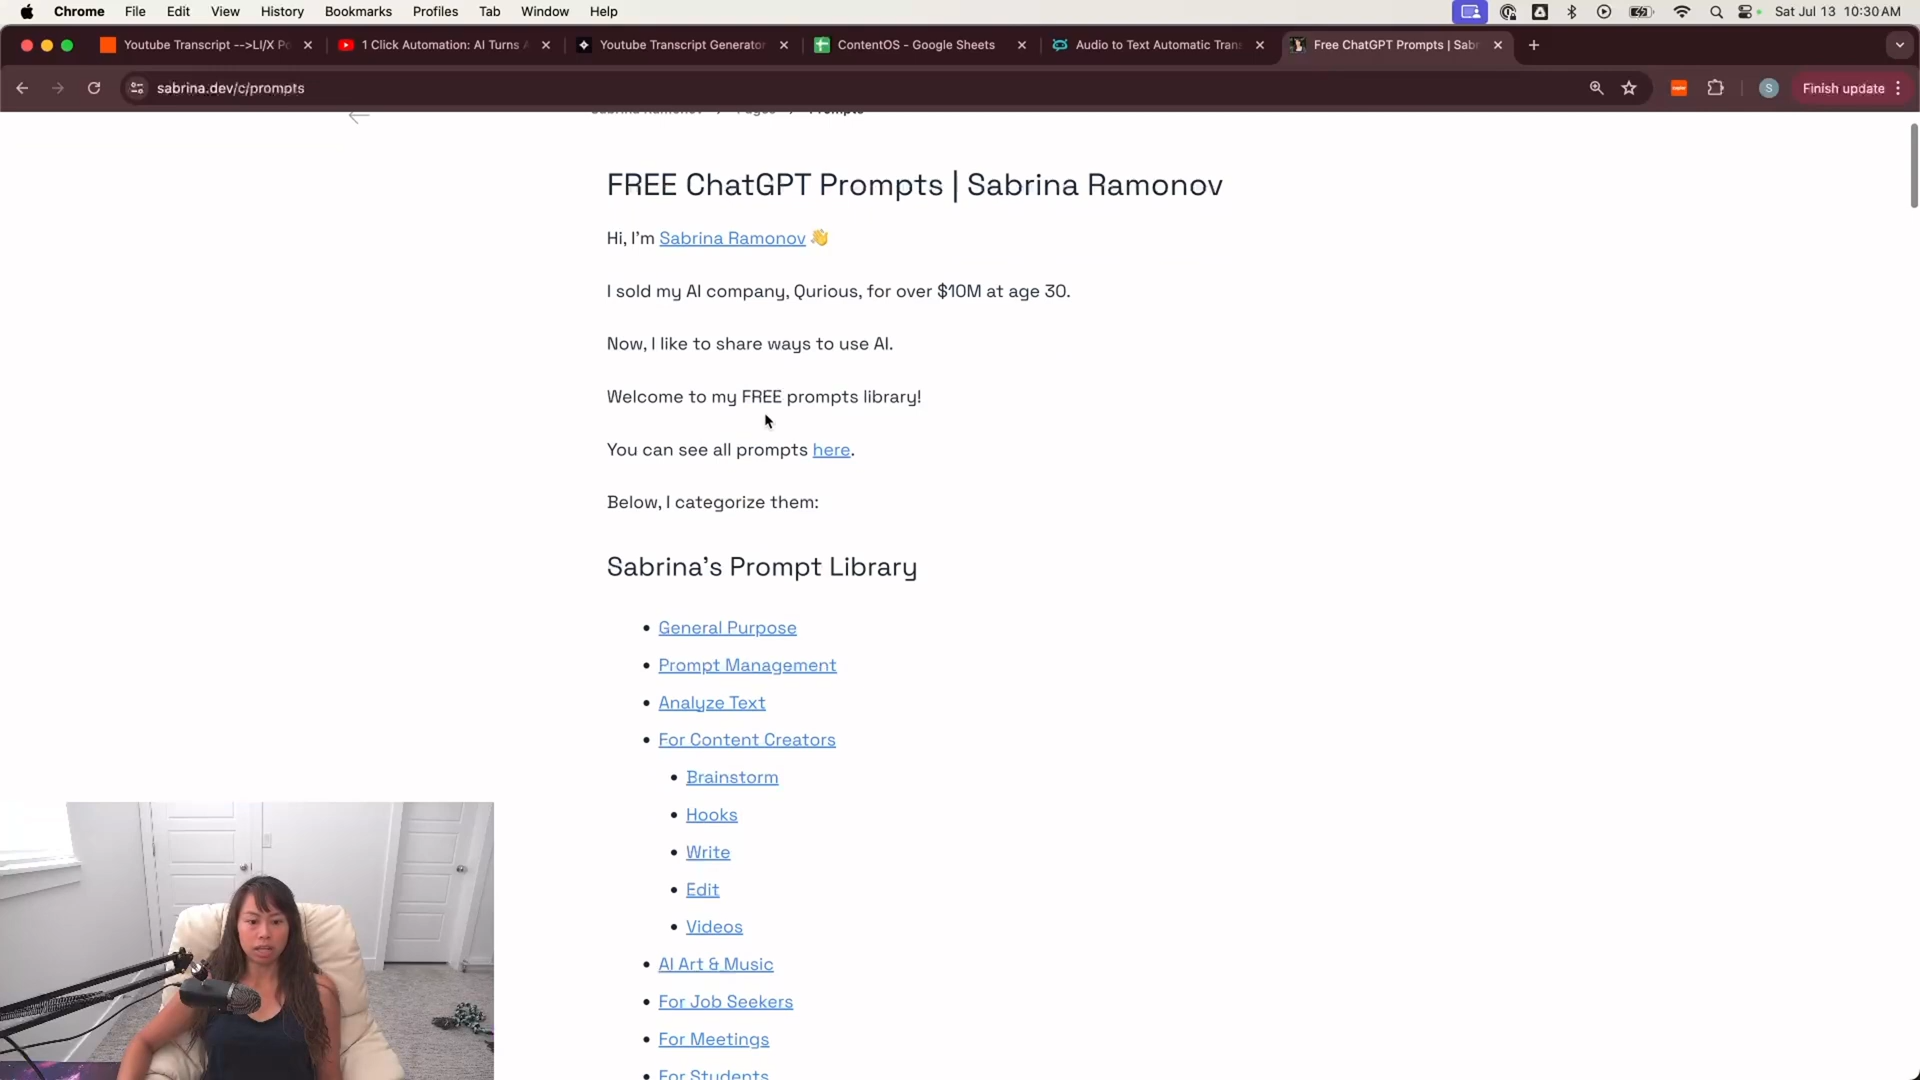 Chrome File Edit View History Bookmarks Profiles Tab Window Help Sat Jul 13 10:30 AM
Youtube Transcript -->LI/X Po 1 Click Automation: AI Turns A Youtube Transcript Generator ContentOS - Google Sheets Audio to Text Automatic Tran Free ChatGPT Prompts | Sabr
sabrina.dev/c/prompts S Finish update
FREE ChatGPT Prompts | Sabrina Ramonov
Hi, I'm Sabrina Ramonov 👋
I sold my AI company, Qurious, for over $10M at age 30.
Now, I like to share ways to use AI.
Welcome to my FREE prompts library!
You can see all prompts here.
Below, I categorize them:
Sabrina's Prompt Library
General Purpose
Prompt Management
Analyze Text
For Content Creators
Brainstorm
Hooks
Write
Edit
Videos
AI Art & Music
For Job Seekers
For Meetings
For Students